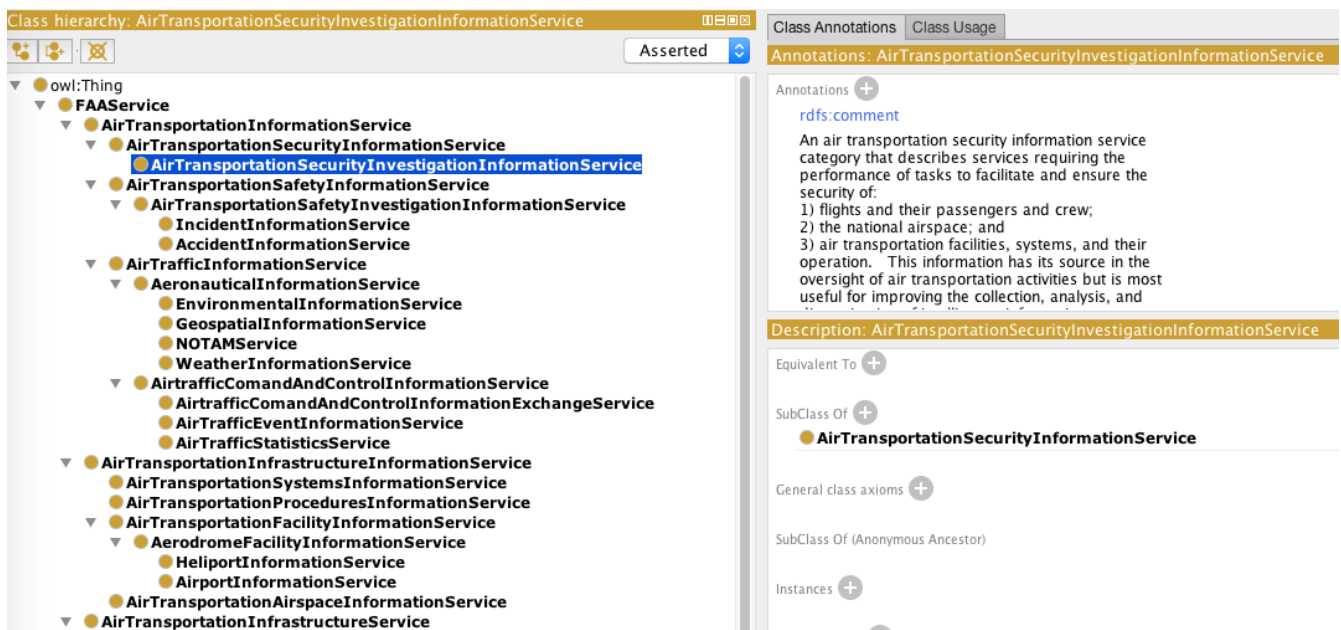 Class hierarchy: AirTransportationSecurityInvestigationInformationService
Asserted
owl:Thing
FAAService
AirTransportationInformationService
AirTransportationSecurityInformationService
AirTransportationSecurityInvestigationInformationService
AirTransportationSafetyInformationService
AirTransportationSafetyInvestigationInformationService
IncidentInformationService
AccidentInformationService
AirTrafficInformationService
AeronauticalInformationService
EnvironmentalInformationService
GeospatialInformationService
NOTAMService
WeatherInformationService
AirtrafficComandAndControlInformationService
AirtrafficComandAndControlInformationExchangeService
AirTrafficEventInformationService
AirTrafficStatisticsService
AirTransportationInfrastructureInformationService
AirTransportationSystemsInformationService
AirTransportationProceduresInformationService
AirTransportationFacilityInformationService
AerodromeFacilityInformationService
HeliportInformationService
AirportInformationService
AirTransportationAirspaceInformationService
AirTransportationInfrastructureService
Class Annotations Class Usage
Annotations: AirTransportationSecurityInvestigationInformationService
Annotations
rdfs:comment
An air transportation security information service
category that describes services requiring the
performance of tasks to facilitate and ensure the
security of:
1) flights and their passengers and crew;
2) the national airspace; and
3) air transportation facilities, systems, and their
operation. This information has its source in the
oversight of air transportation activities but is most
useful for improving the collection, analysis, and
Description: AirTransportationSecurityInvestigationInformationService
Equivalent To
SubClass Of
AirTransportationSecurityInformationService
General class axioms
SubClass Of (Anonymous Ancestor)
Instances